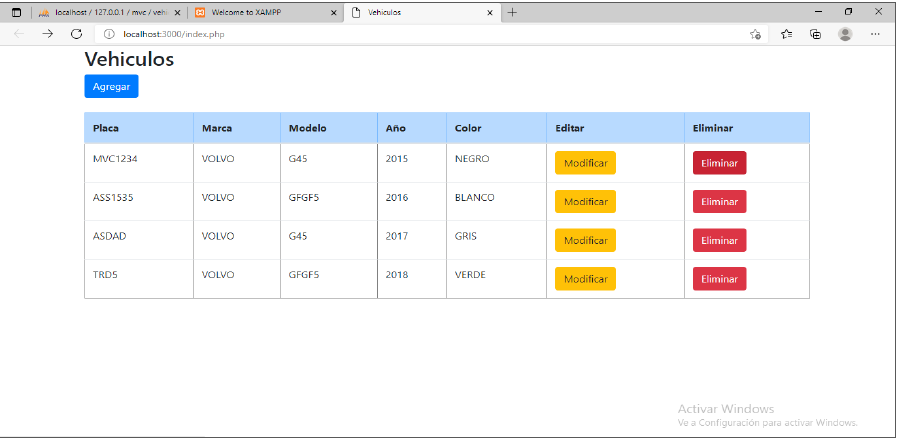 localhost / 127.0.0.1 / mvc / vehi
Welcome to XAMPP
Vehiculos
localhost:3000/index.php
Vehiculos
Agregar
Placa Marca Modelo Año Color Editar Eliminar
MVC1234 VOLVO G45 2015 NEGRO Modificar Eliminar
ASS1535 VOLVO GFGF5 2016 BLANCO Modificar Eliminar
ASDAD VOLVO G45 2017 GRIS Modificar Eliminar
TRD5 VOLVO GFGF5 2018 VERDE Modificar Eliminar
Activar Windows
Ve a Configuración para activar Windows.